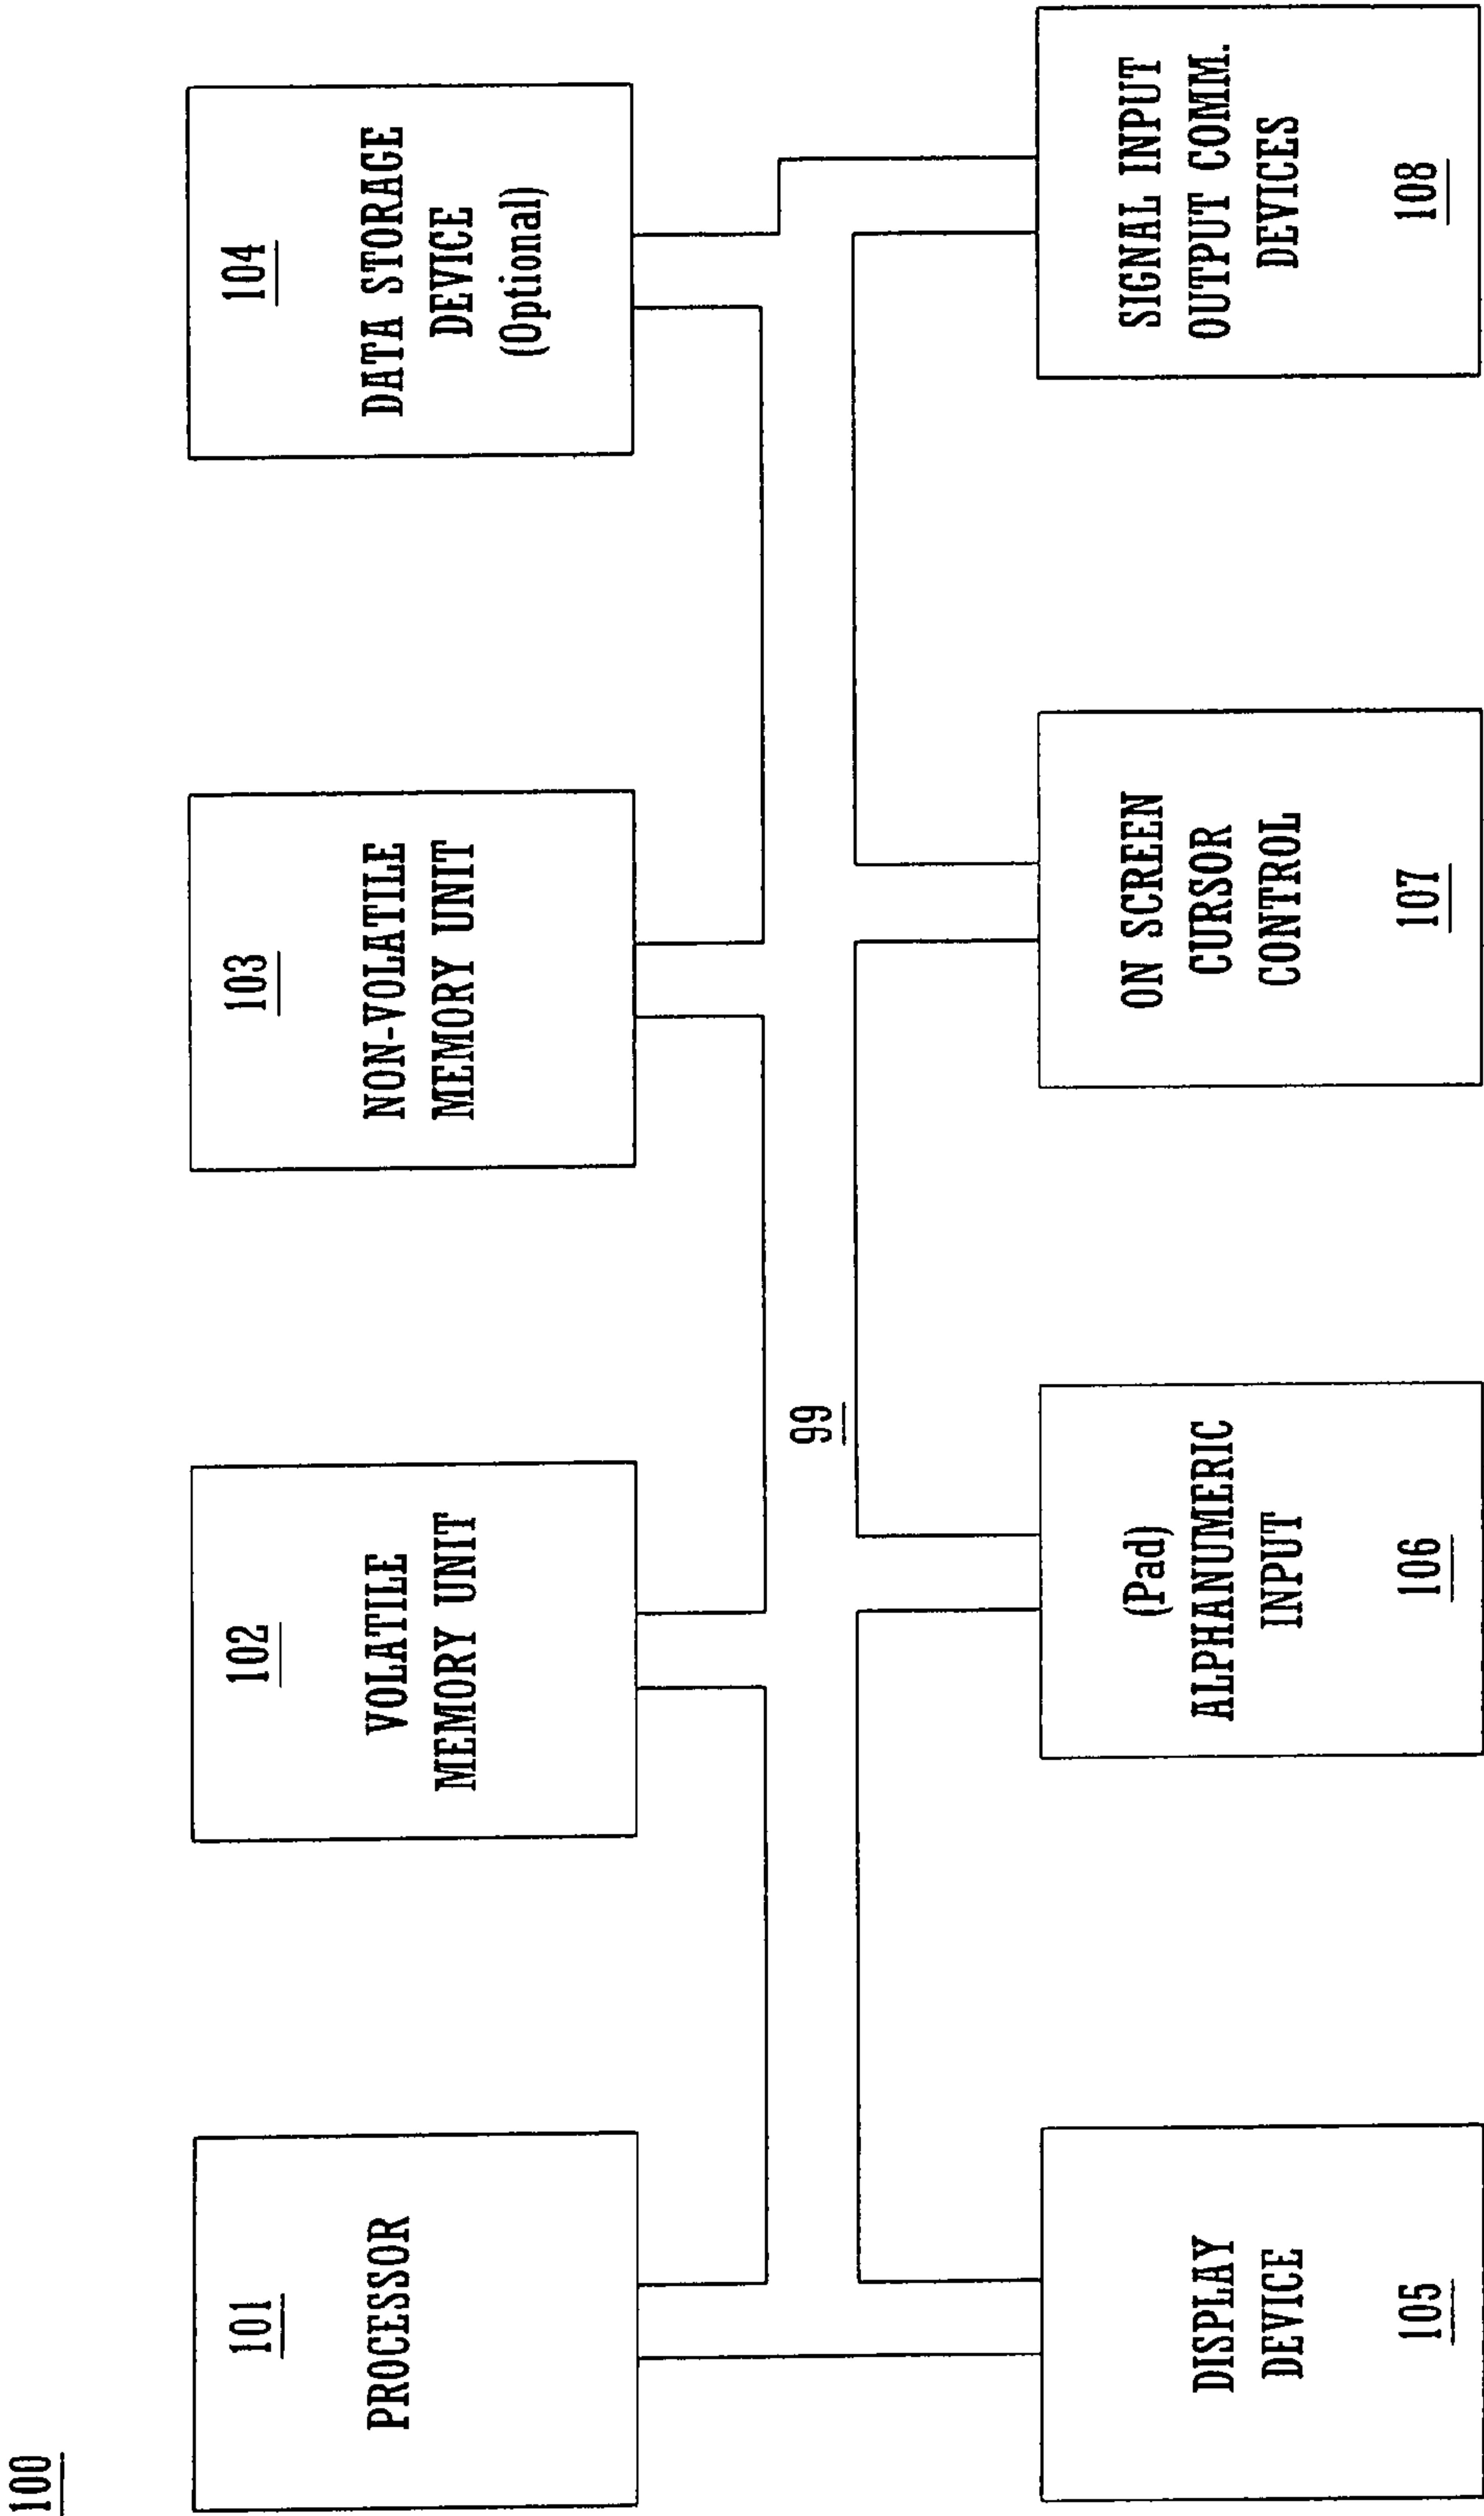 100
101
PROCESSOR
102
VOLATILE
MEMORY UNIT
103
NON-VOLATILE
MEMORY UNIT
104
DATA STORAGE
DEVICE
(Optional)
99
DISPLAY
DEVICE
105
(Pad)
ALPHANUMERIC
INPUT
106
ON SCREEN
CURSOR
CONTROL
107
SIGNAL INPUT
OUTPUT COMM.
DEVICES
108